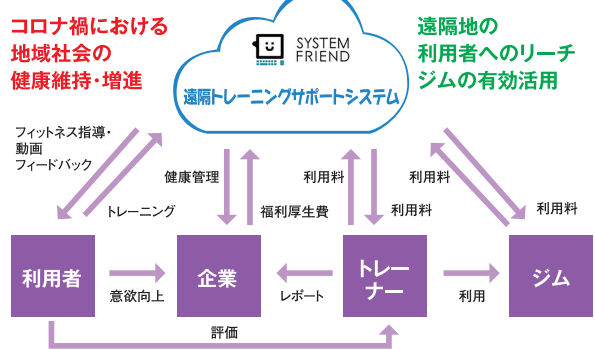 コロナ禍における
地域社会の
健康維持・増進
SYSTEM
FRIEND
遠隔トレーニングサポートシステム
遠隔地の
利用者へのリーチ
ジムの有効活用
フィットネス指導・
動画
フィードバック
トレーニング
健康管理
福利厚生費
利用料
利用料
利用料
利用料
利用者
意欲向上
企業
レポート
トレー
ナー
利用
ジム
評価